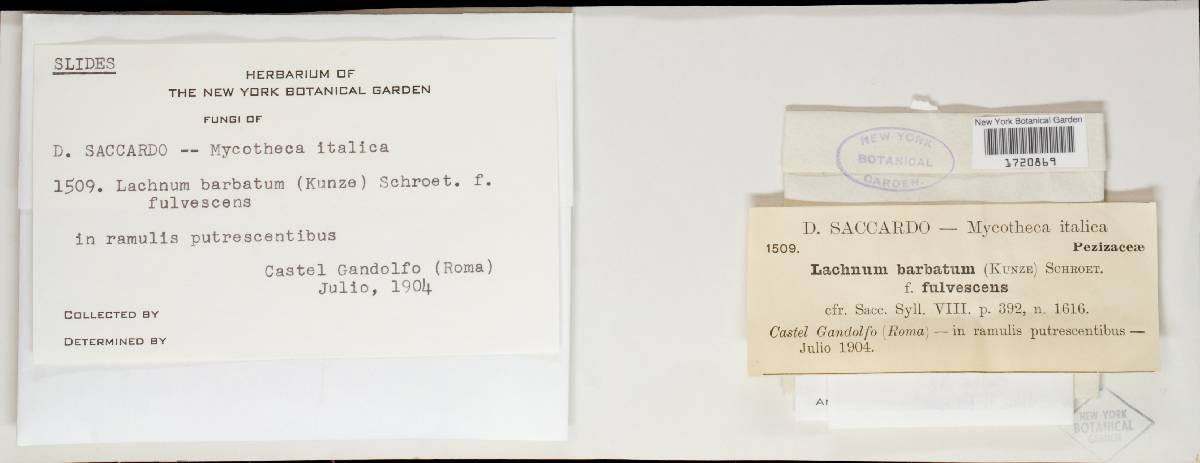 SLIDES
HERBARIUM OF
THE NEW YORK BOTANICAL GARDEN
FUNGI OF
D. SACCARDO -- Mycotheca italica
1509. Lachnum barbatum (Kunze) Schroet. f.
fulvescens
in ramulis putrescentibus
Castel Gandolfo (Roma)
Julio, 1904
COLLECTED BY
DETERMINED BY
NEW YORK
BOTANICAL
GARDEN.
New York Botanical Garden
1720869
D. SACCARDO — Mycotheca italica
1509. Pezizaceæ
Lachnum barbatum (Kunze) Schroet.
f. fulvescens
cfr. Sacc. Syll. VIII. p. 392, n. 1616.
Castel Gandolfo (Roma) — in ramulis putrescentibus —
Julio 1904.
NEW YORK
BOTANICAL
GARDEN